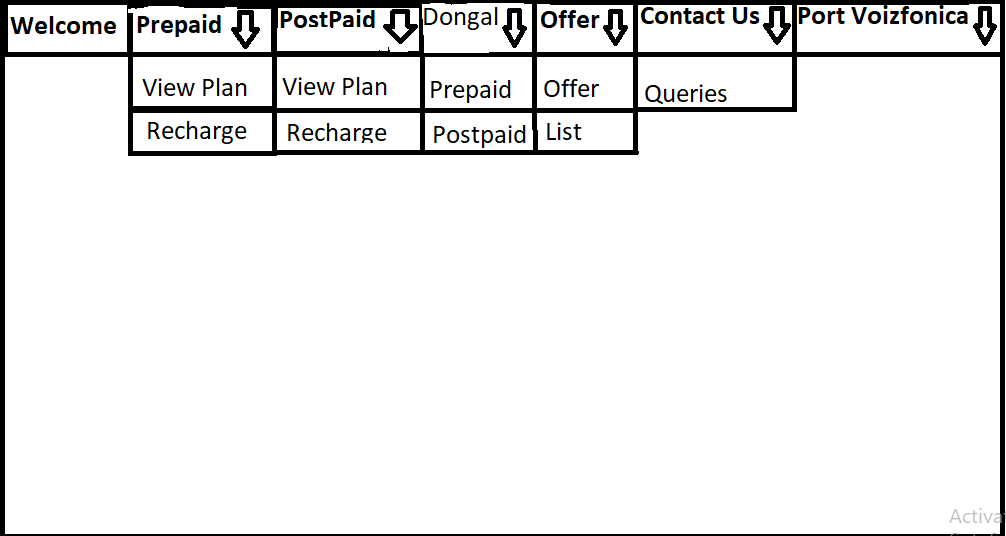 Welcome Prepaid PostPaid Dongal Offer Contact Us Port Voizfonica
View Plan View Plan Prepaid Offer Queries
Recharge Recharge Postpaid List